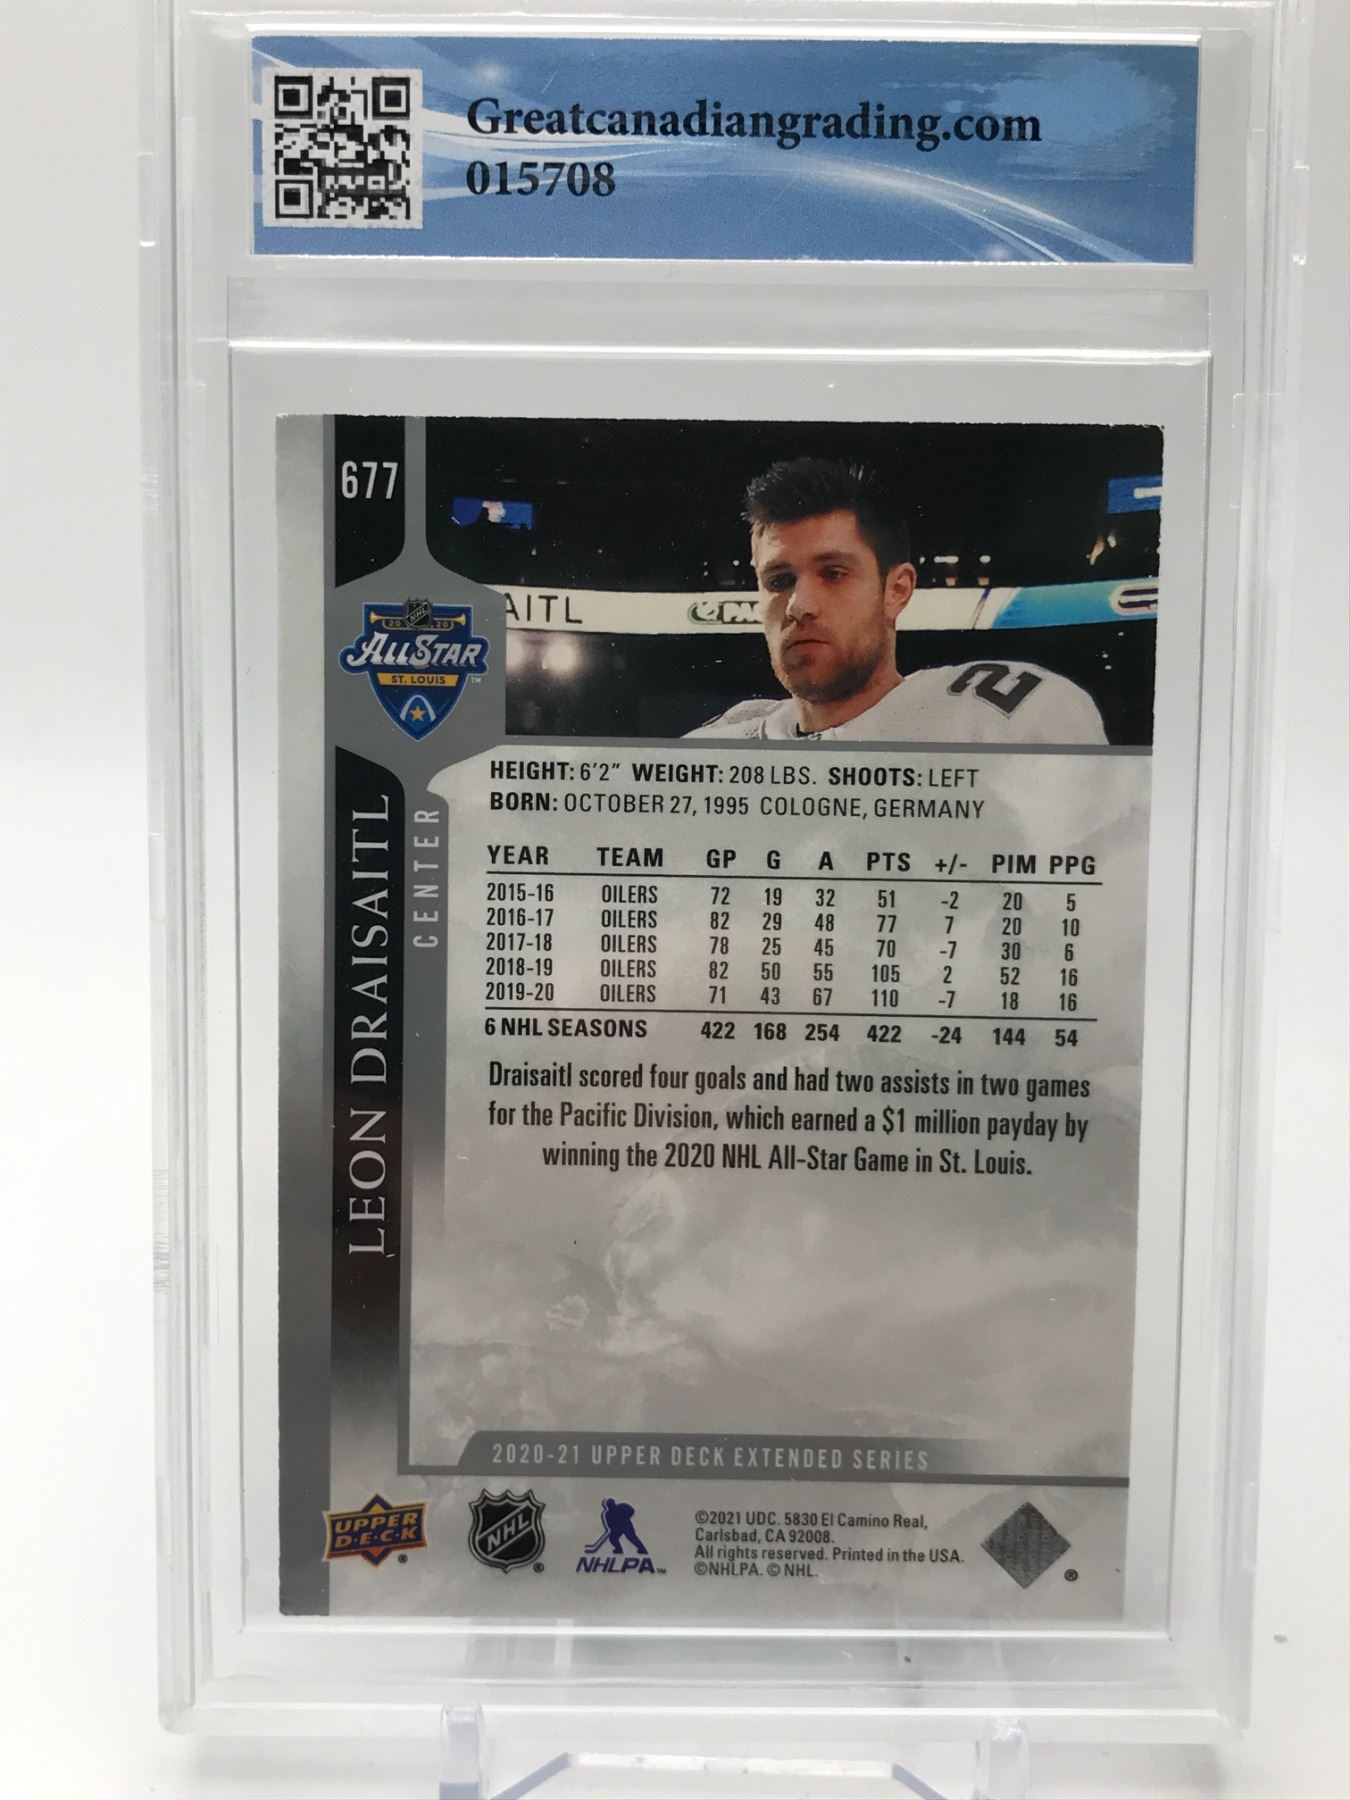 Greatcanadiangrading.com
015708
677
AITL
PA
2
NHL
20 20
ALL STAR
ST. LOUIS TM
LEON DRAISAITL
CENTER
HEIGHT: 6'2" WEIGHT: 208 LBS. SHOOTS: LEFT
BORN: OCTOBER 27, 1995 COLOGNE, GERMANY
YEAR TEAM GP G A PTS +/- PIM PPG
2015-16 OILERS 72 19 32 51 -2 20 5
2016-17 OILERS 82 29 48 77 7 20 10
2017-18 OILERS 78 25 45 70 -7 30 6
2018-19 OILERS 82 50 55 105 2 52 16
2019-20 OILERS 71 43 67 110 -7 18 16
6 NHL SEASONS 422 168 254 422 -24 144 54
Draisaitl scored four goals and had two assists in two games
for the Pacific Division, which earned a $1 million payday by
winning the 2020 NHL All-Star Game in St. Louis.
2020-21 UPPER DECK EXTENDED SERIES
UPPER
D·E·C·K ®
NHL ®
NHLPA™
©2021 UDC. 5830 El Camino Real,
Carlsbad, CA 92008.
All rights reserved. Printed in the USA.
©NHLPA. © NHL.
®